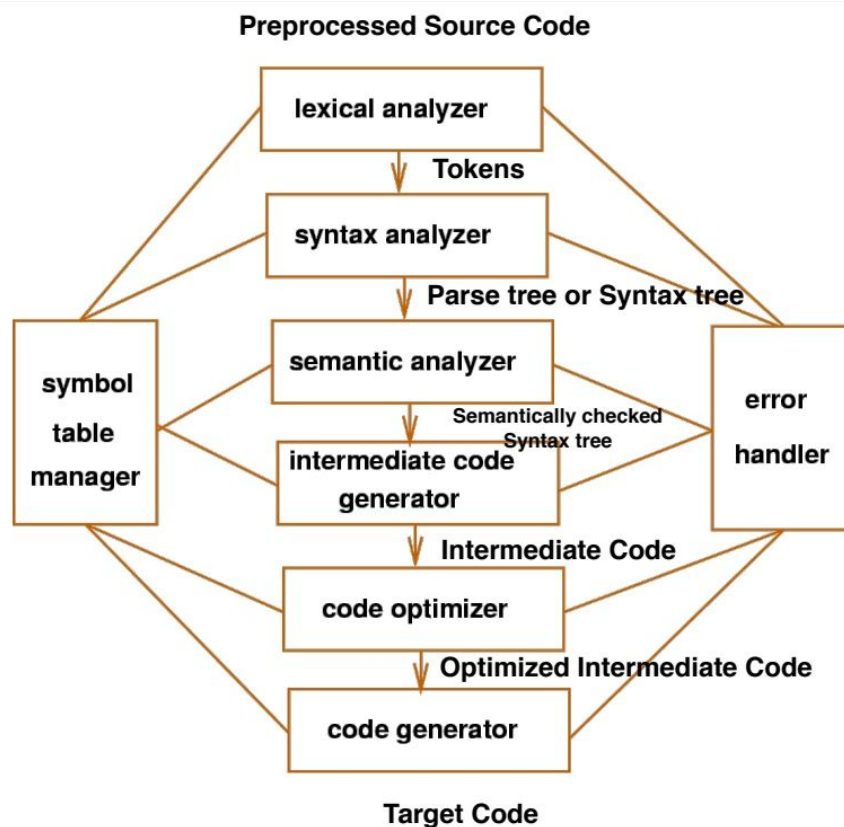 Preprocessed Source Code
lexical analyzer
Tokens
syntax analyzer
Parse tree or Syntax tree
semantic analyzer
symbol
table
manager
error
handler
Semantically checked
Syntax tree
intermediate code
generator
Intermediate Code
code optimizer
Optimized Intermediate Code
code generator
Target Code